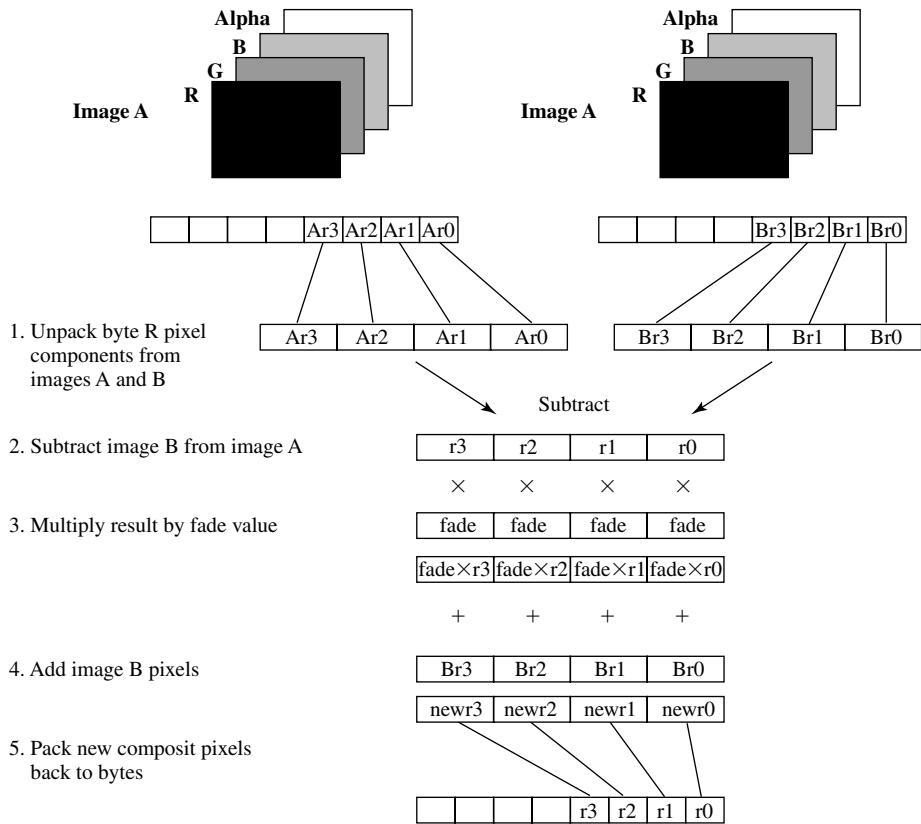 Alpha
B
G
R
Image A
Alpha
B
G
R
Image A
Ar3 Ar2 Ar1 Ar0
Br3 Br2 Br1 Br0
1. Unpack byte R pixel
components from
images A and B
Ar3 Ar2 Ar1 Ar0
Br3 Br2 Br1 Br0
Subtract
2. Subtract image B from image A
r3 r2 r1 r0
× × × ×
3. Multiply result by fade value
fade fade fade fade
fade×r3 fade×r2 fade×r1 fade×r0
+ + + +
4. Add image B pixels
Br3 Br2 Br1 Br0
newr3 newr2 newr1 newr0
5. Pack new composit pixels
back to bytes
r3 r2 r1 r0